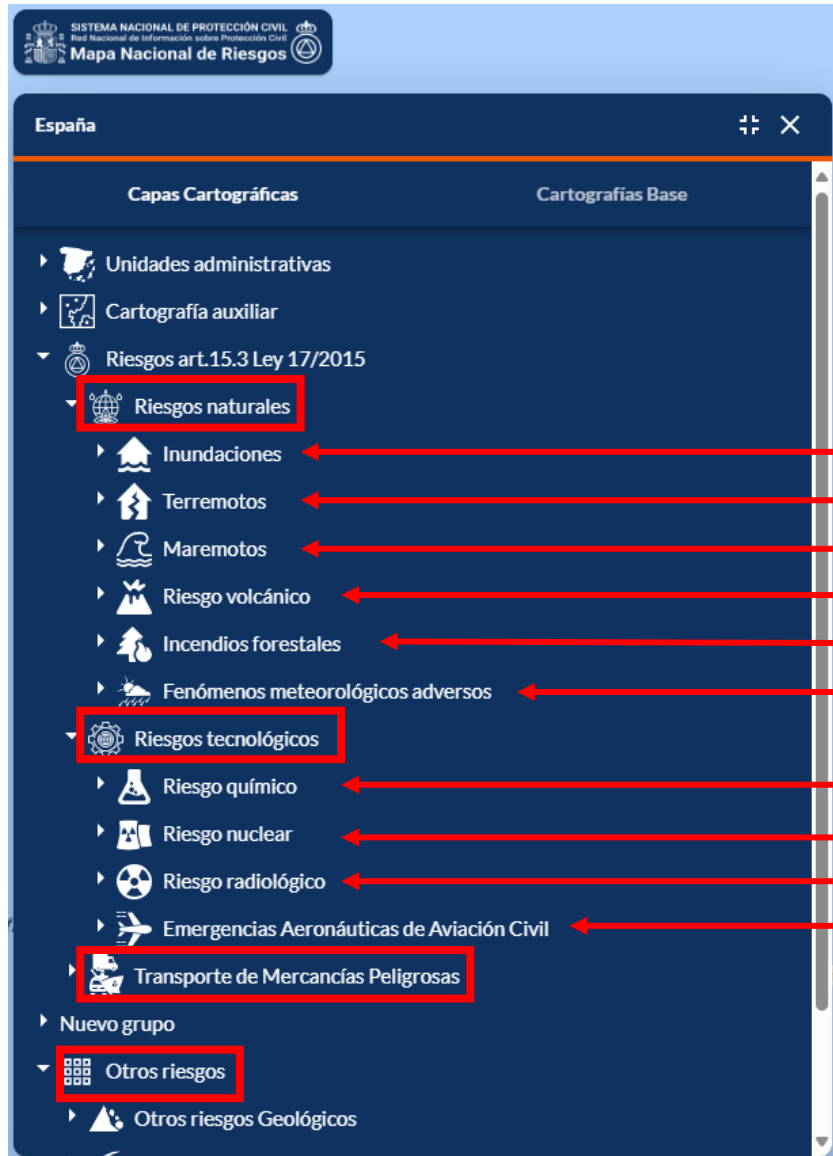 SISTEMA NACIONAL DE PROTECCIÓN CIVIL
Red Nacional de Información sobre Protección Civil
Mapa Nacional de Riesgos
España
Capas Cartográficas
Cartografías Base
Unidades administrativas
Cartografía auxiliar
Riesgos art.15.3 Ley 17/2015
Riesgos naturales
Inundaciones
Terremotos
Maremotos
Riesgo volcánico
Incendios forestales
Fenómenos meteorológicos adversos
Riesgos tecnológicos
Riesgo químico
Riesgo nuclear
Riesgo radiológico
Emergencias Aeronáuticas de Aviación Civil
Transporte de Mercancías Peligrosas
Nuevo grupo
Otros riesgos
Otros riesgos Geológicos